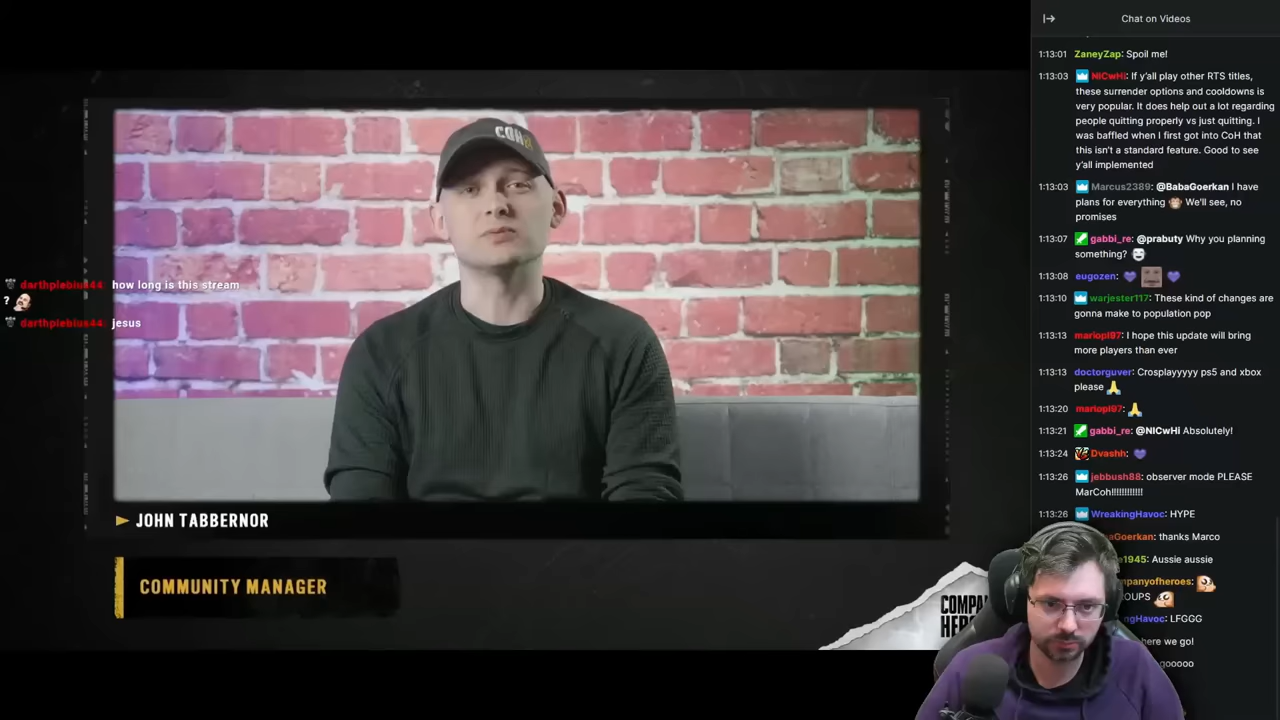 Chat on Videos
1:13:01 ZaneyZap: Spoil me!
1:13:03 NiCwHi: If y'all play other RTS titles,
these surrender options and cooldowns is
very popular. It does help out a lot regarding
people quitting properly vs just quitting. I
was baffled when I first got into CoH that
this isn't a standard feature. Good to see
y'all implemented
1:13:03 Marcus2389: @BabaGoerkan I have
plans for everything We'll see, no
promises
1:13:07 gabbi_re: @prabuty Why you planning
something?
1:13:08 eugozen:
1:13:10 warjester117: These kind of changes are
gonna make to population pop
1:13:13 mariopl97: I hope this update will bring
more players than ever
1:13:13 doctorguver: Crosplayyyyy ps5 and xbox
please
1:13:20 mariopl97:
1:13:21 gabbi_re: @NICwHi Absolutely!
1:13:24 Dvashh:
1:13:26 jebbush88: observer mode PLEASE
MarCoh!!!!!!!!!!!!
1:13:26 WreakingHavoc: HYPE
aGoerkan: thanks Marco
1945: Aussie aussie
mpanyofheroes:
OUPS
ngHavoc: LFGGG
here we go!
gooooo
darthplebius44: how long is this stream
?
darthplebius44: jesus
COH
JOHN TABBERNOR
COMMUNITY MANAGER
COMPA
HER